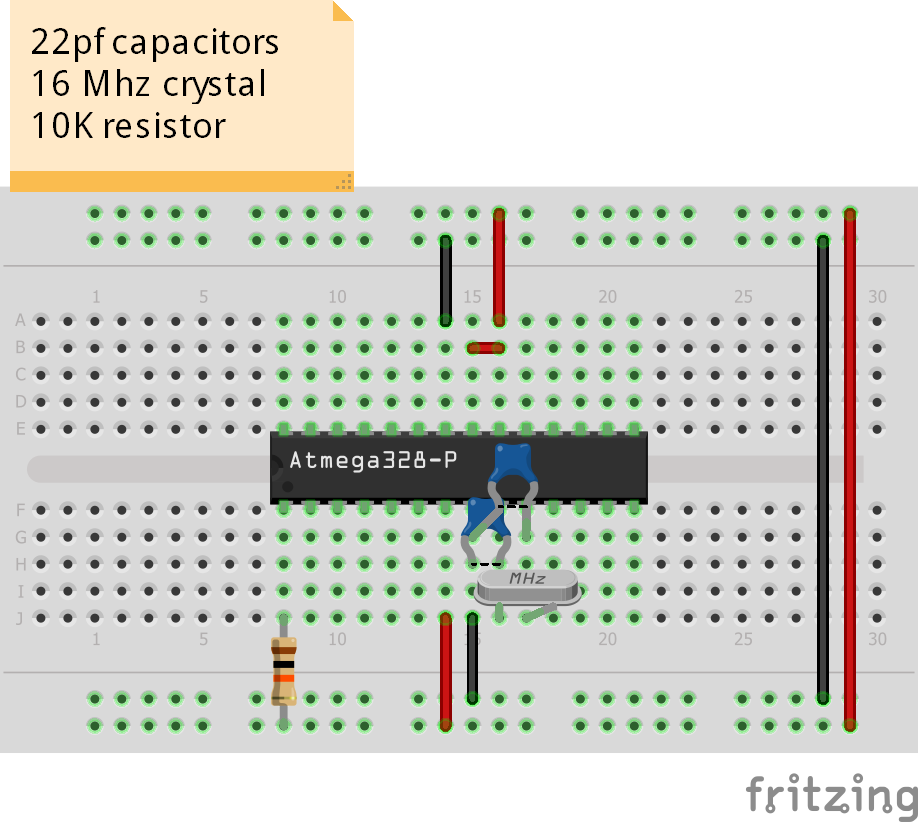 22pf capacitors
16 Mhz crystal
10K resistor
1 5 10 15 20 25 30
A
B
C
D
E
Atmega328-P
F
G
H
MHz
I
J
1 5 10 15 20 25 30
fritzing